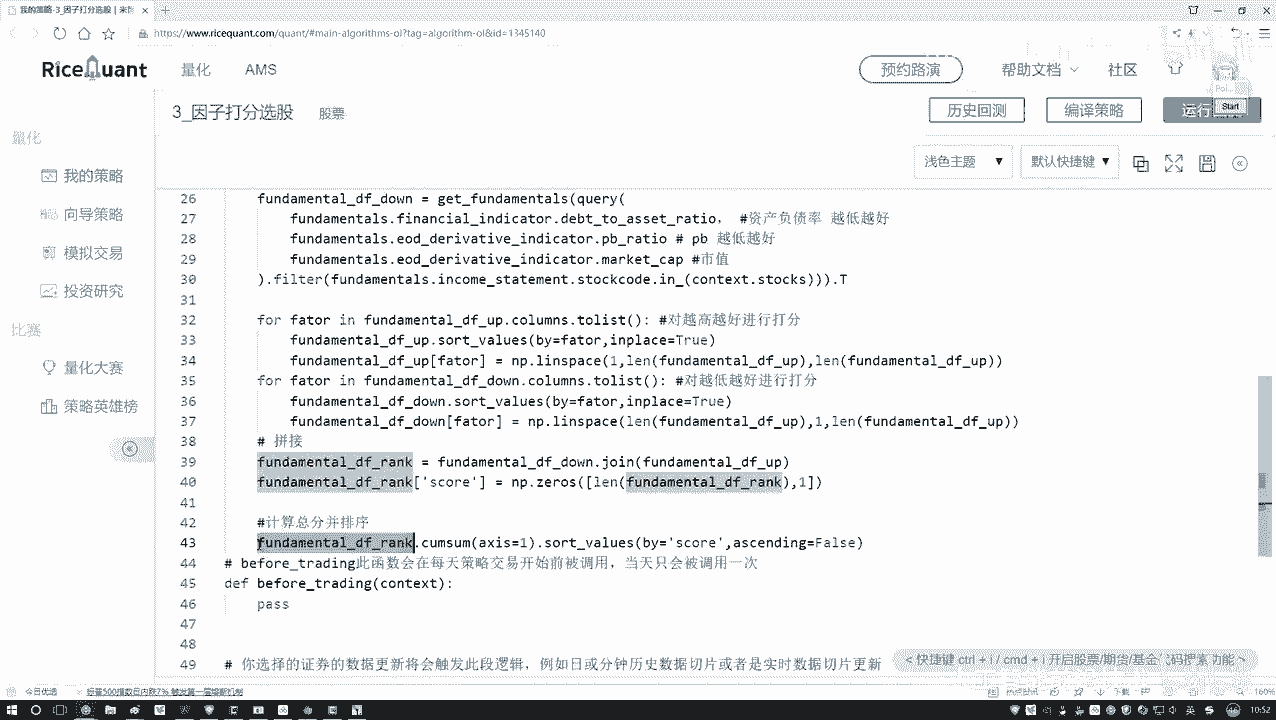 我的策略-3_因子打分选股 | 米
https://www.ricequant.com/quant/#main-algorithms-ol?tag=algorithm-ol&id=1345140
RiceQuant 量化 AMS 预约路演 帮助文档 社区
3_因子打分选股 股票 历史回测 编译策略 运行 Start
浅色主题 默认快捷键
量化
我的策略
向导策略
模拟交易
投资研究
比赛
量化大赛
策略英雄榜
26 fundamental_df_down = get_fundamentals(query(
27 fundamentals.financial_indicator.debt_to_asset_ratio， #资产负债率 越低越好
28 fundamentals.eod_derivative_indicator.pb_ratio # pb 越低越好
29 fundamentals.eod_derivative_indicator.market_cap #市值
30 ).filter(fundamentals.income_statement.stockcode.in_(context.stocks))).T
31
32 for fator in fundamental_df_up.columns.tolist(): #对越高越好进行打分
33 fundamental_df_up.sort_values(by=fator,inplace=True)
34 fundamental_df_up[fator] = np.linspace(1,len(fundamental_df_up),len(fundamental_df_up))
35 for fator in fundamental_df_down.columns.tolist(): #对越低越好进行打分
36 fundamental_df_down.sort_values(by=fator,inplace=True)
37 fundamental_df_down[fator] = np.linspace(len(fundamental_df_up),1,len(fundamental_df_up))
38 # 拼接
39 fundamental_df_rank = fundamental_df_down.join(fundamental_df_up)
40 fundamental_df_rank['score'] = np.zeros([len(fundamental_df_rank),1])
41
42 #计算总分并排序
43 fundamental_df_rank.cumsum(axis=1).sort_values(by='score',ascending=False)
44 # before_trading此函数会在每天策略交易开始前被调用，当天只会被调用一次
45 def before_trading(context):
46 pass
47
48
49 # 你选择的证券的数据更新将会触发此段逻辑，例如日或分钟历史数据切片或者是实时数据切片更新
< 快捷键 ctrl + I / cmd + I 开启股票/期货/基金
今日优选
160%
英
10:52